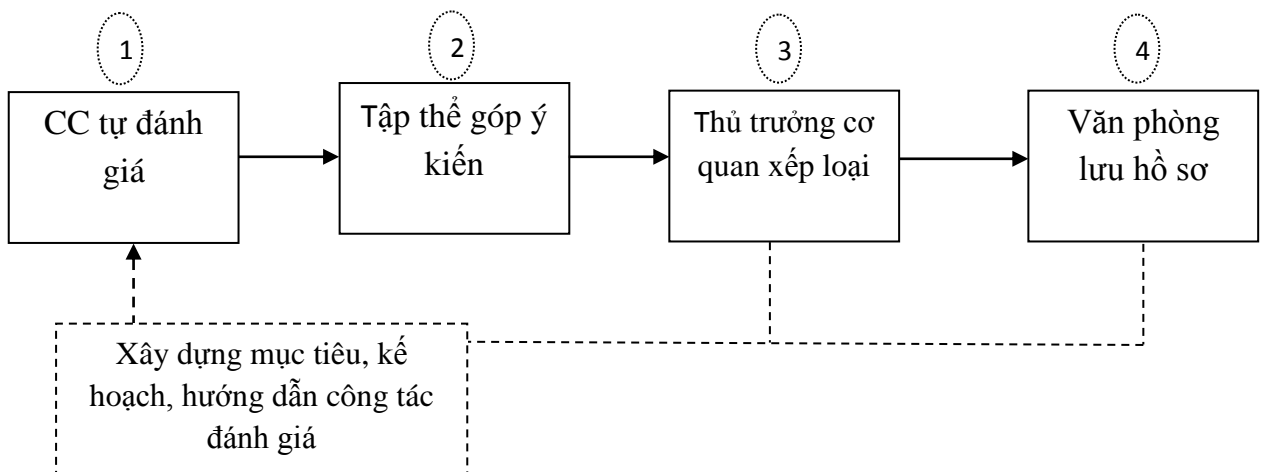 1
2
3
4
CC tự đánh
giá
Tập thể góp ý
kiến
Thủ trưởng cơ
quan xếp loại
Văn phòng
lưu hồ sơ
Xây dựng mục tiêu, kế
hoạch, hướng dẫn công tác
đánh giá